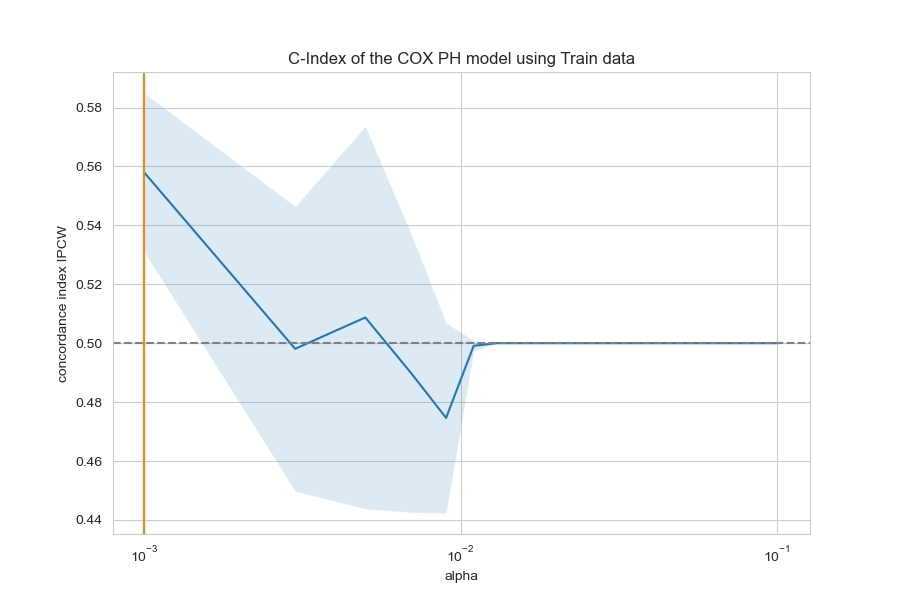 C-Index of the COX PH model using Train data
concordance index IPCW
0.58
0.56
0.54
0.52
0.50
0.48
0.46
0.44
10⁻³ 10⁻² 10⁻¹
alpha